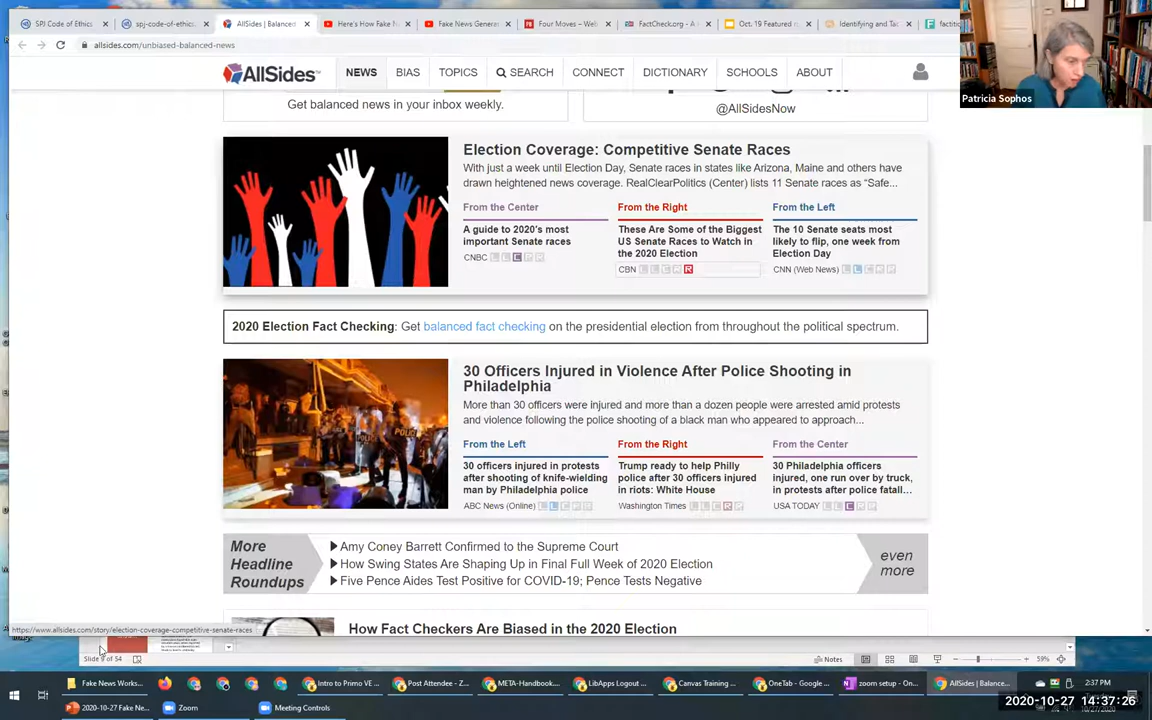 SPJ Code of Ethics
spj-code-of-ethics.
AllSides | Balanced
Here's How Fake N
Fake News Genera
Four Moves – Web
FactCheck.org - A
Oct. 19 Featured n
Identifying and Tac
factitio
allsides.com/unbiased-balanced-news
AllSides™ NEWS BIAS TOPICS SEARCH CONNECT DICTIONARY SCHOOLS ABOUT
Patricia Sophos
Get balanced news in your inbox weekly.
@AllSidesNow
Election Coverage: Competitive Senate Races
With just a week until Election Day, Senate races in states like Arizona, Maine and others have
drawn heightened news coverage. RealClearPolitics (Center) lists 11 Senate races as “Safe...
From the Center
A guide to 2020's most
important Senate races
CNBC L L C R R
From the Right
These Are Some of the Biggest
US Senate Races to Watch in
the 2020 Election
CBN L L C R R
From the Left
The 10 Senate seats most
likely to flip, one week from
Election Day
CNN (Web News) L L C R R
2020 Election Fact Checking: Get balanced fact checking on the presidential election from throughout the political spectrum.
30 Officers Injured in Violence After Police Shooting in
Philadelphia
More than 30 officers were injured and more than a dozen people were arrested amid protests
and violence following the police shooting of a black man who appeared to approach...
From the Left
30 officers injured in protests
after shooting of knife-wielding
man by Philadelphia police
ABC News (Online) L L C R R
From the Right
Trump ready to help Philly
police after 30 officers injured
in riots: White House
Washington Times L L C R R
From the Center
30 Philadelphia officers
injured, one run over by truck,
in protests after police fatall...
USA TODAY L L C R R
More
Headline
Roundups
Amy Coney Barrett Confirmed to the Supreme Court
How Swing States Are Shaping Up in Final Full Week of 2020 Election
Five Pence Aides Test Positive for COVID-19; Pence Tests Negative
even
more
How Fact Checkers Are Biased in the 2020 Election
https://www.allsides.com/story/election-coverage-competitive-senate-races
Slide 9 of 54
Notes
59%
Fake News Works...
Intro to Primo VE ...
Post Attendee - Z...
META-Handbook...
LibApps Logout ...
Canvas Training ...
OneTab - Google ...
zoom setup - On...
AllSides | Balance...
2:37 PM
2020-10-27 Fake Ne...
Zoom
Meeting Controls
2020-10-27 14:37:26